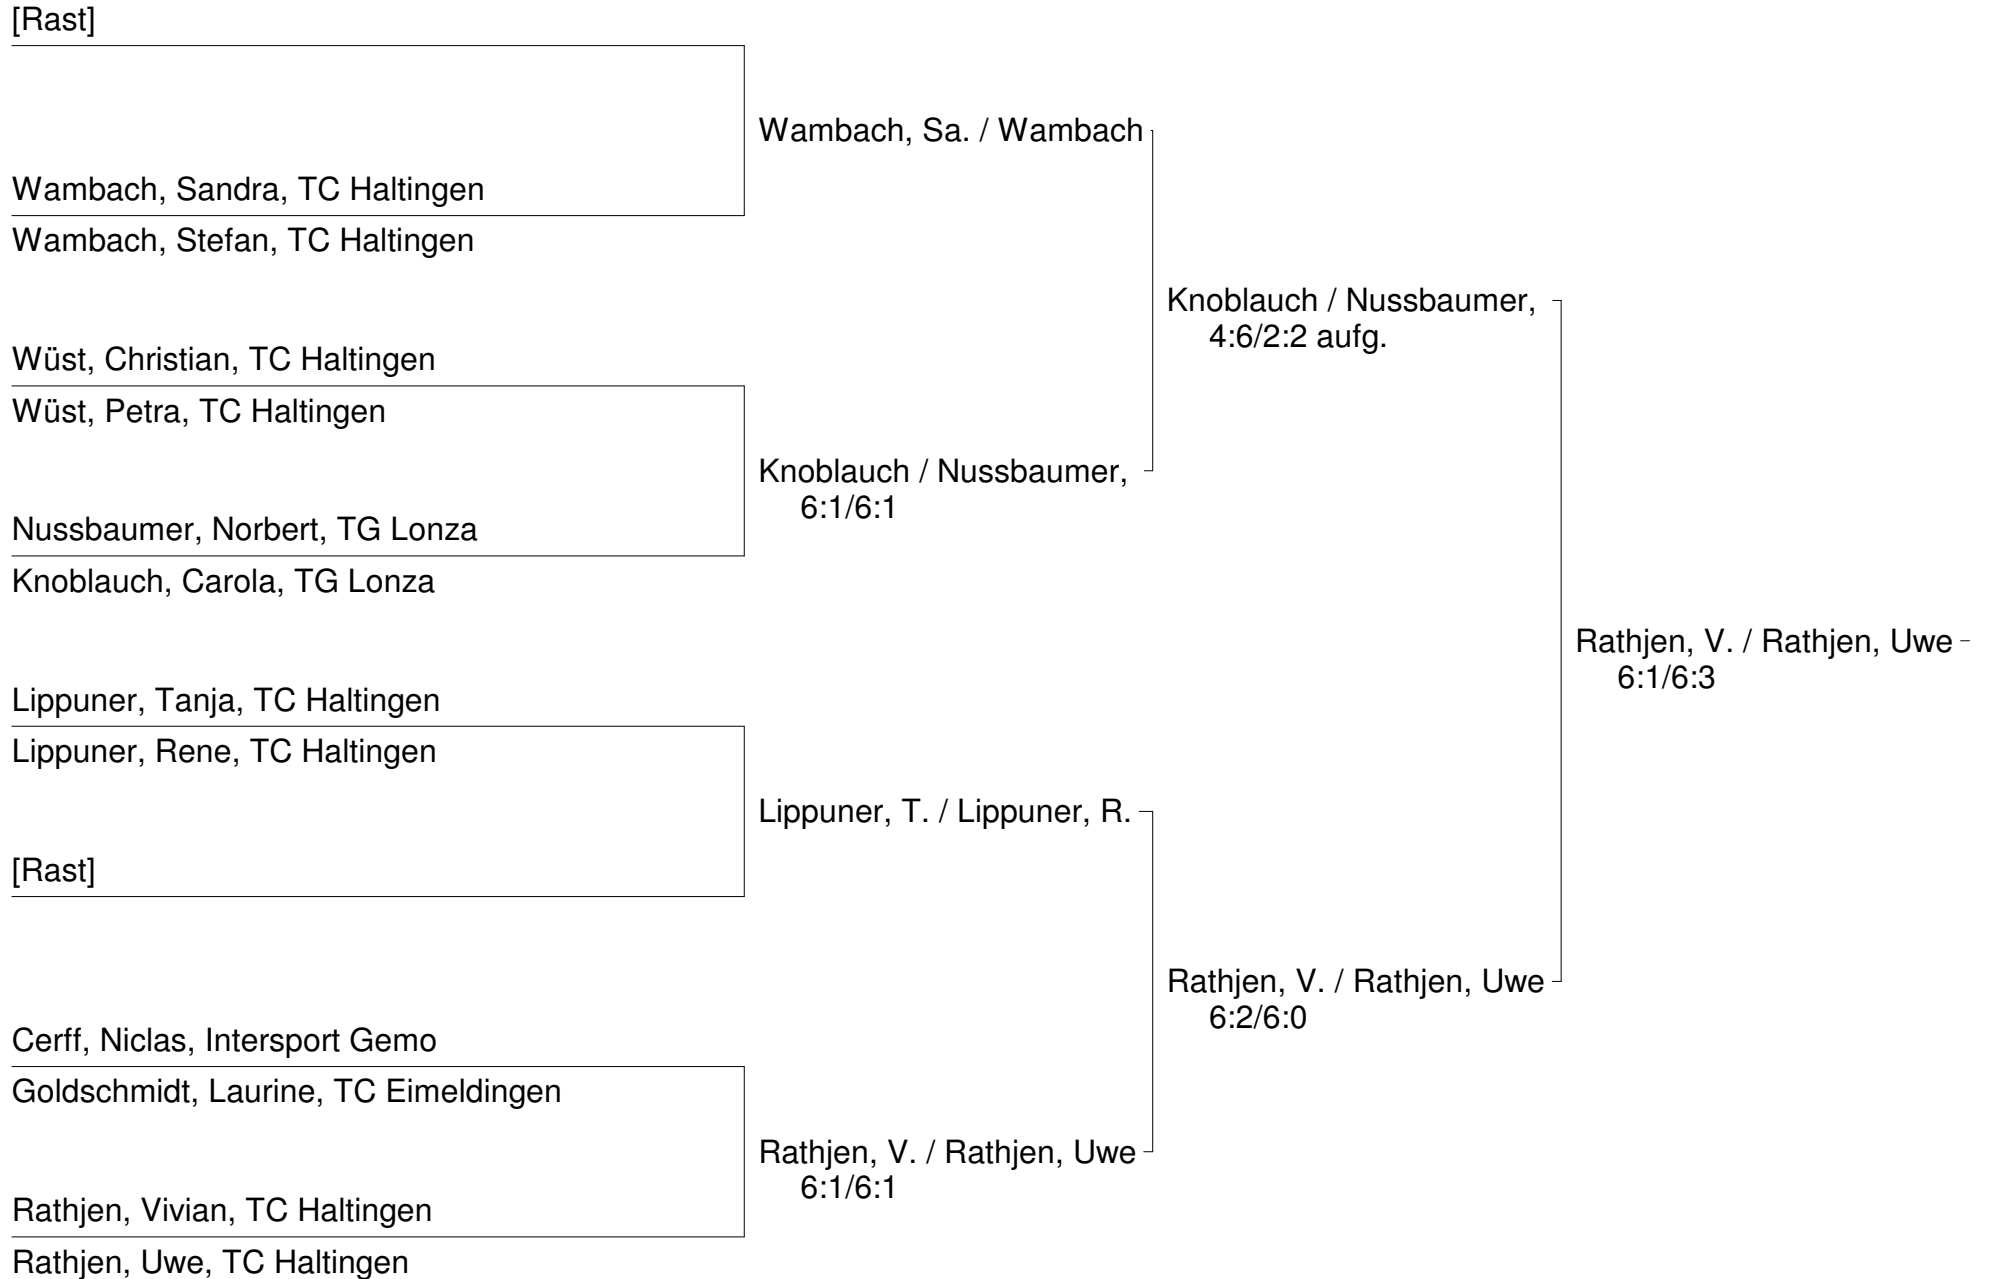 [Rast]
Wambach, Sa. / Wambach
Wambach, Sandra, TC Haltingen
Wambach, Stefan, TC Haltingen
Knoblauch / Nussbaumer,
4:6/2:2 aufg.
Wüst, Christian, TC Haltingen
Wüst, Petra, TC Haltingen
Knoblauch / Nussbaumer,
6:1/6:1
Nussbaumer, Norbert, TG Lonza
Knoblauch, Carola, TG Lonza
Rathjen, V. / Rathjen, Uwe
6:1/6:3
Lippuner, Tanja, TC Haltingen
Lippuner, Rene, TC Haltingen
Lippuner, T. / Lippuner, R.
[Rast]
Rathjen, V. / Rathjen, Uwe
6:2/6:0
Cerff, Niclas, Intersport Gemo
Goldschmidt, Laurine, TC Eimeldingen
Rathjen, V. / Rathjen, Uwe
6:1/6:1
Rathjen, Vivian, TC Haltingen
Rathjen, Uwe, TC Haltingen